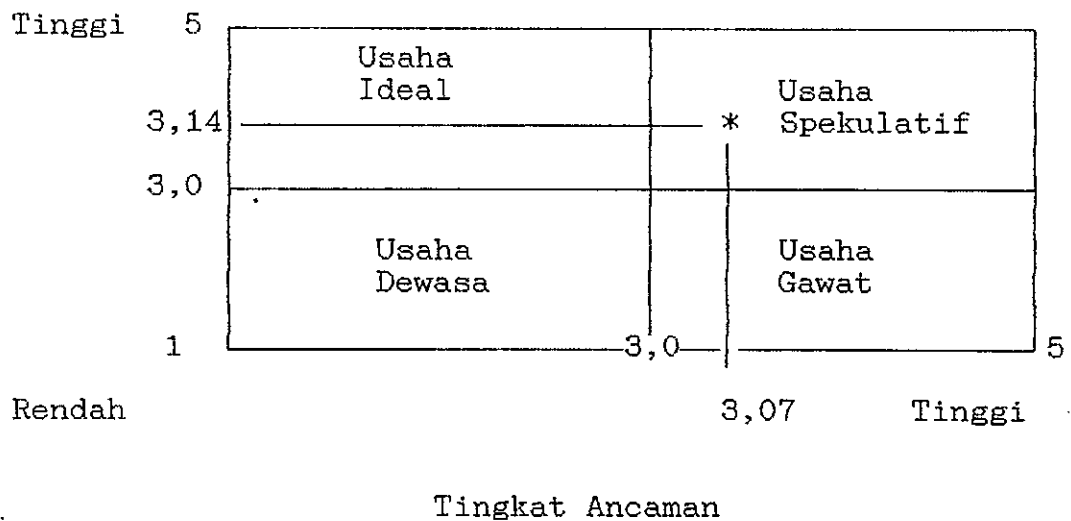 Tinggi 5
Usaha
Ideal
Usaha
Spekulatif
3,14
*
3,0
Usaha
Dewasa
Usaha
Gawat
1
3,0
5
Rendah
3,07
Tinggi
Tingkat Ancaman